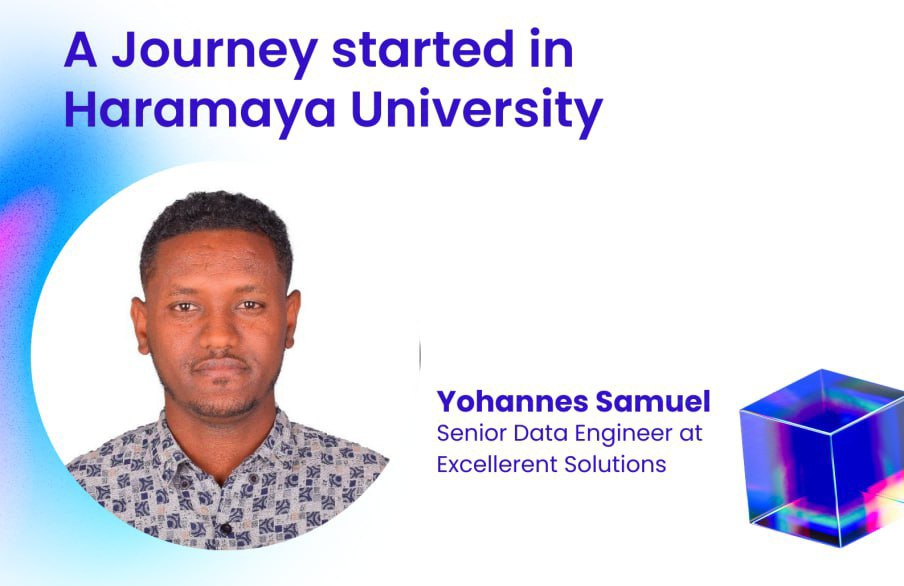 A Journey started in
Haramaya University
Yohannes Samuel
Senior Data Engineer at
Excellerent Solutions